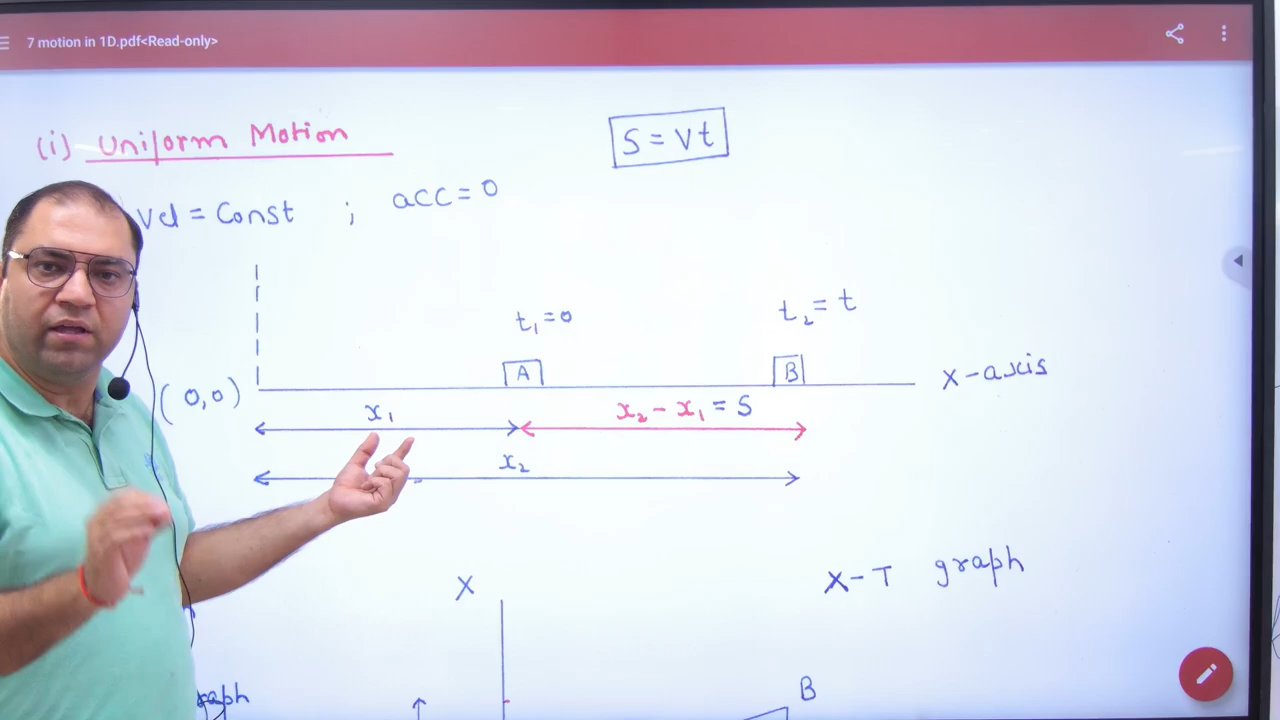 7 motion in 1D.pdf<Read-only>
(i) Uniform Motion
S = Vt
Vel = Const ; acc = 0
t₁ = 0
t₂ = t
A
B
(0,0)
X-axis
x₁
x₂ - x₁ = S
x₂
X
X-T graph
B